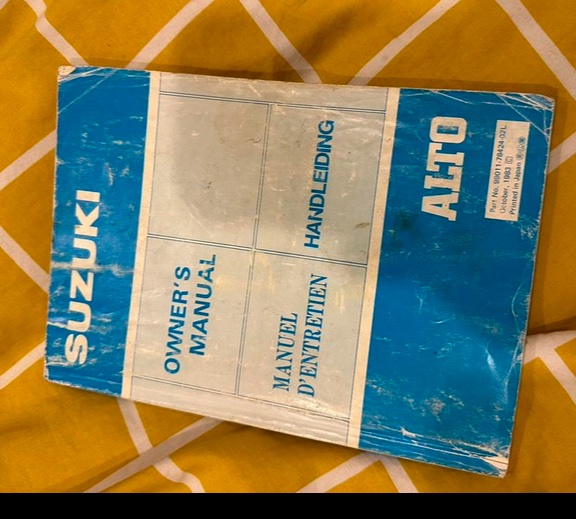 SUZUKI
OWNER'S
MANUAL
MANUEL
D'ENTRETIEN
HANDLEIDING
ALTO
Part No. 99011-78424-02L
October, 1983
Printed in Japan